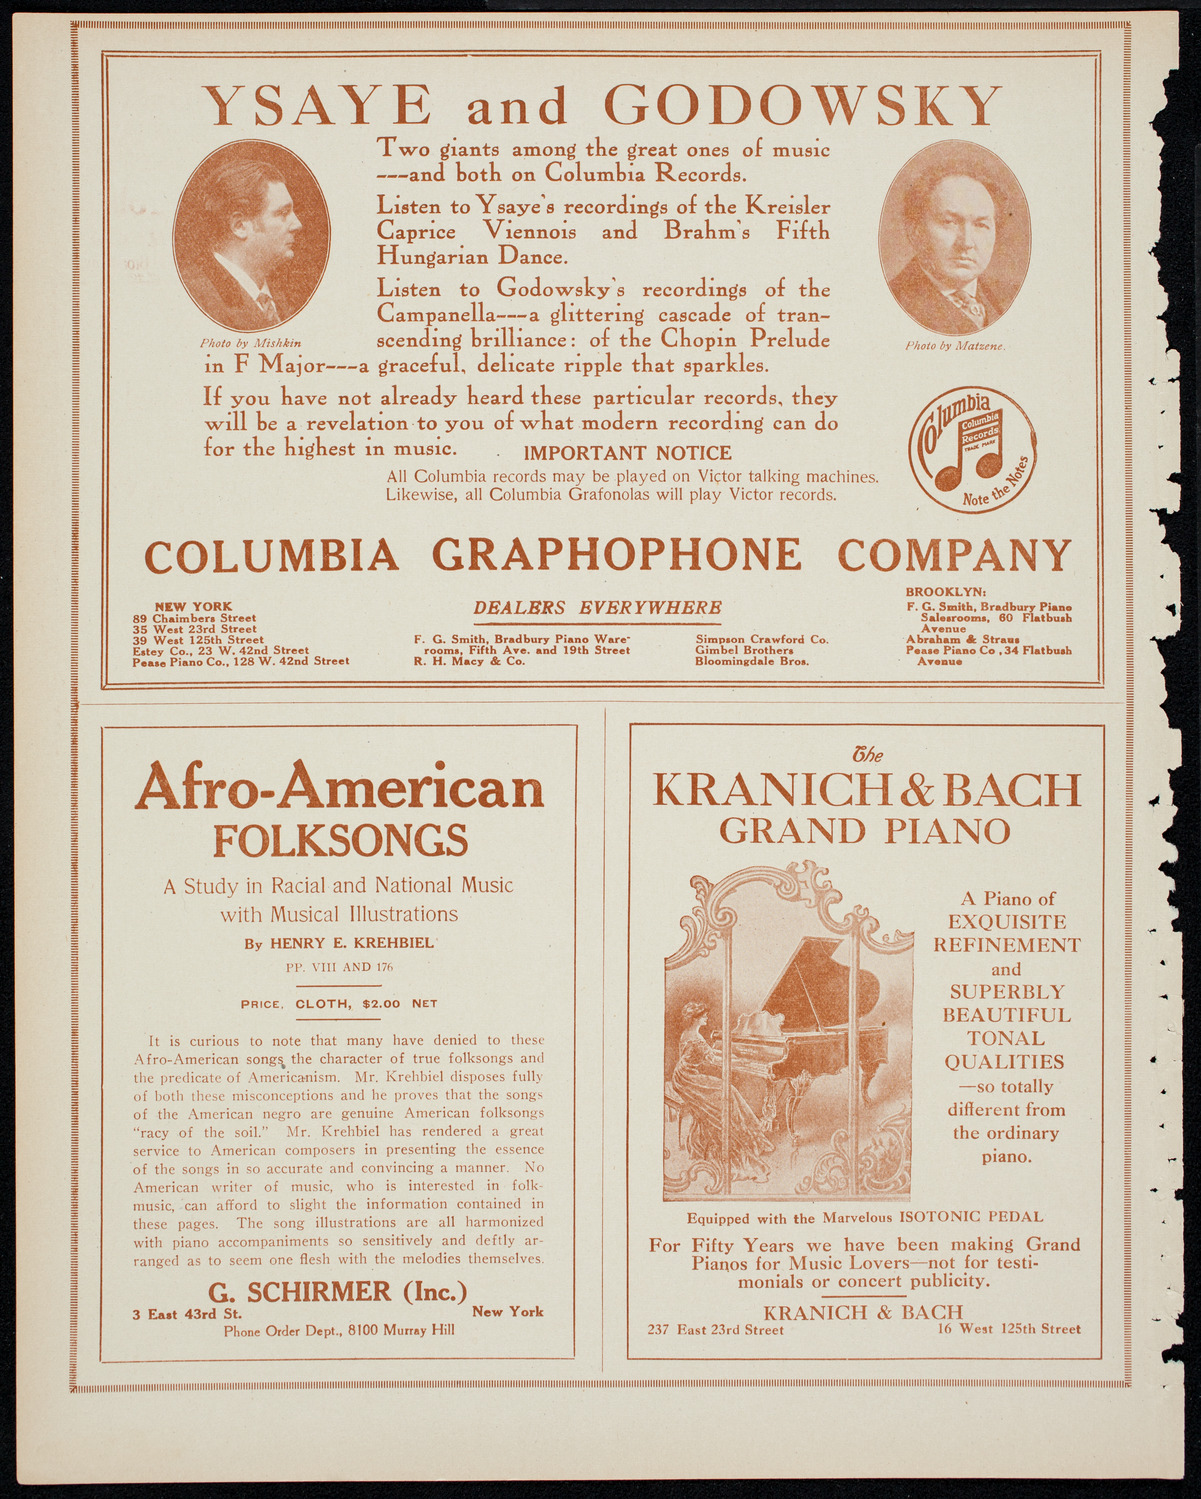 YSAYE and GODOWSKY
Two giants among the great ones of music
---and both on Columbia Records.
Listen to Ysaye's recordings of the Kreisler
Caprice Viennois and Brahm's Fifth
Hungarian Dance.
Listen to Godowsky's recordings of the
Campanella---a glittering cascade of tran-
scending brilliance: of the Chopin Prelude
in F Major---a graceful, delicate ripple that sparkles.
Photo by Mishkin
Photo by Matzene.
If you have not already heard these particular records, they
will be a revelation to you of what modern recording can do
for the highest in music.
IMPORTANT NOTICE
All Columbia records may be played on Victor talking machines.
Likewise, all Columbia Grafonolas will play Victor records.
Columbia
Columbia
Records
TRADE MARK
Note the Notes
COLUMBIA GRAPHOPHONE COMPANY
DEALERS EVERYWHERE
NEW YORK
89 Chaimbers Street
35 West 23rd Street
39 West 125th Street
Estey Co., 23 W. 42nd Street
Pease Piano Co., 128 W. 42nd Street
F. G. Smith, Bradbury Piano Ware-
rooms, Fifth Ave. and 19th Street
R. H. Macy & Co.
Simpson Crawford Co.
Gimbel Brothers
Bloomingdale Bros.
BROOKLYN:
F. G. Smith, Bradbury Piano
Salesrooms, 60 Flatbush
Avenue
Abraham & Straus
Pease Piano Co., 34 Flatbush
Avenue
Afro-American
FOLKSONGS
A Study in Racial and National Music
with Musical Illustrations
By HENRY E. KREHBIEL
PP. VIII AND 176
PRICE, CLOTH, $2.00 NET
It is curious to note that many have denied to these
Afro-American songs the character of true folksongs and
the predicate of Americanism. Mr. Krehbiel disposes fully
of both these misconceptions and he proves that the songs
of the American negro are genuine American folksongs
"racy of the soil." Mr. Krehbiel has rendered a great
service to American composers in presenting the essence
of the songs in so accurate and convincing a manner. No
American writer of music, who is interested in folk-
music, can afford to slight the information contained in
these pages. The song illustrations are all harmonized
with piano accompaniments so sensitively and deftly ar-
ranged as to seem one flesh with the melodies themselves.
G. SCHIRMER (Inc.)
3 East 43rd St. New York
Phone Order Dept., 8100 Murray Hill
The
KRANICH & BACH
GRAND PIANO
A Piano of
EXQUISITE
REFINEMENT
and
SUPERBLY
BEAUTIFUL
TONAL
QUALITIES
—so totally
different from
the ordinary
piano.
Equipped with the Marvelous ISOTONIC PEDAL
For Fifty Years we have been making Grand
Pianos for Music Lovers—not for testi-
monials or concert publicity.
KRANICH & BACH
237 East 23rd Street 16 West 125th Street